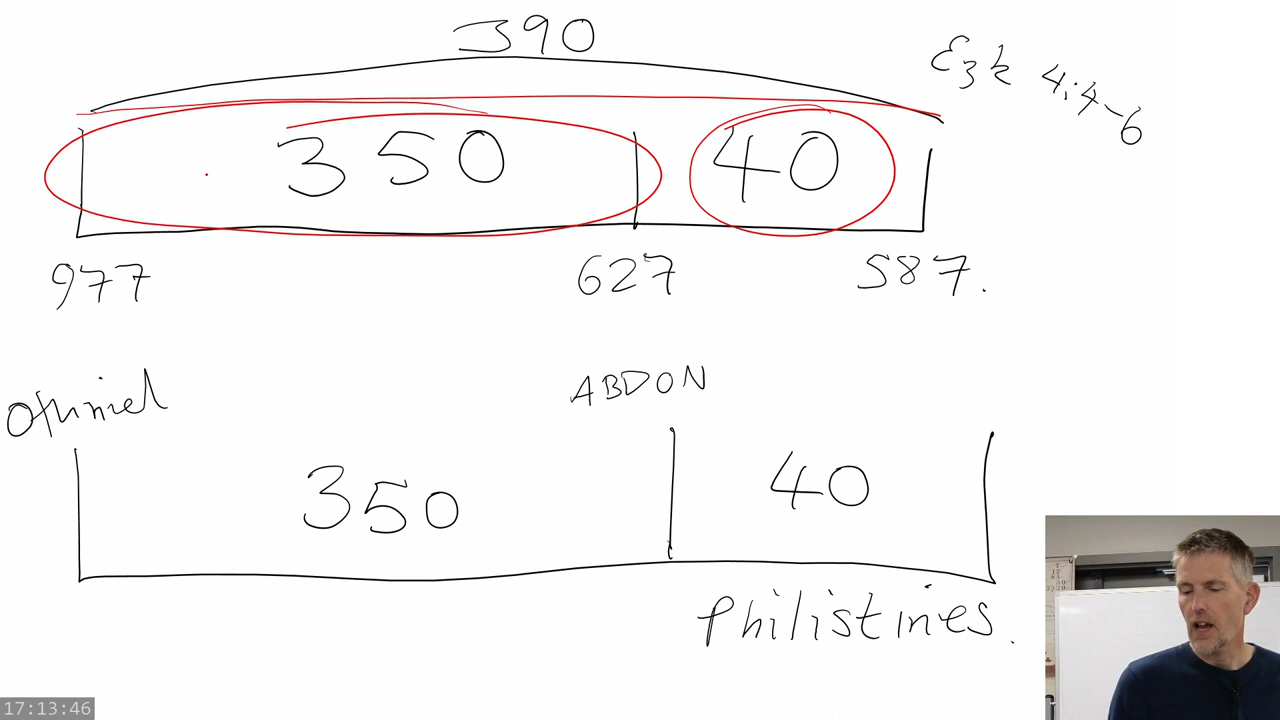 390
Ezk 4:4-6
350 40
977 627 587.
Othniel ABDON
350 40
Philistines.
17:13:46